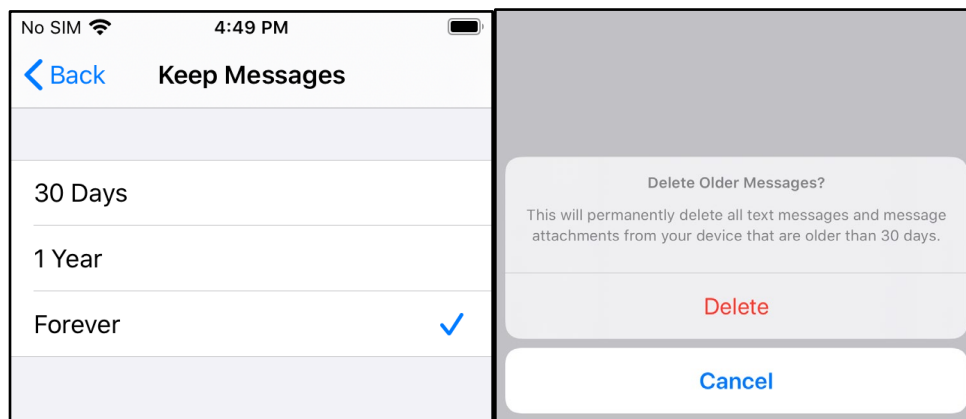 No SIM 4:49 PM
Back Keep Messages
30 Days
1 Year
Forever
Delete Older Messages?
This will permanently delete all text messages and message
attachments from your device that are older than 30 days.
Delete
Cancel